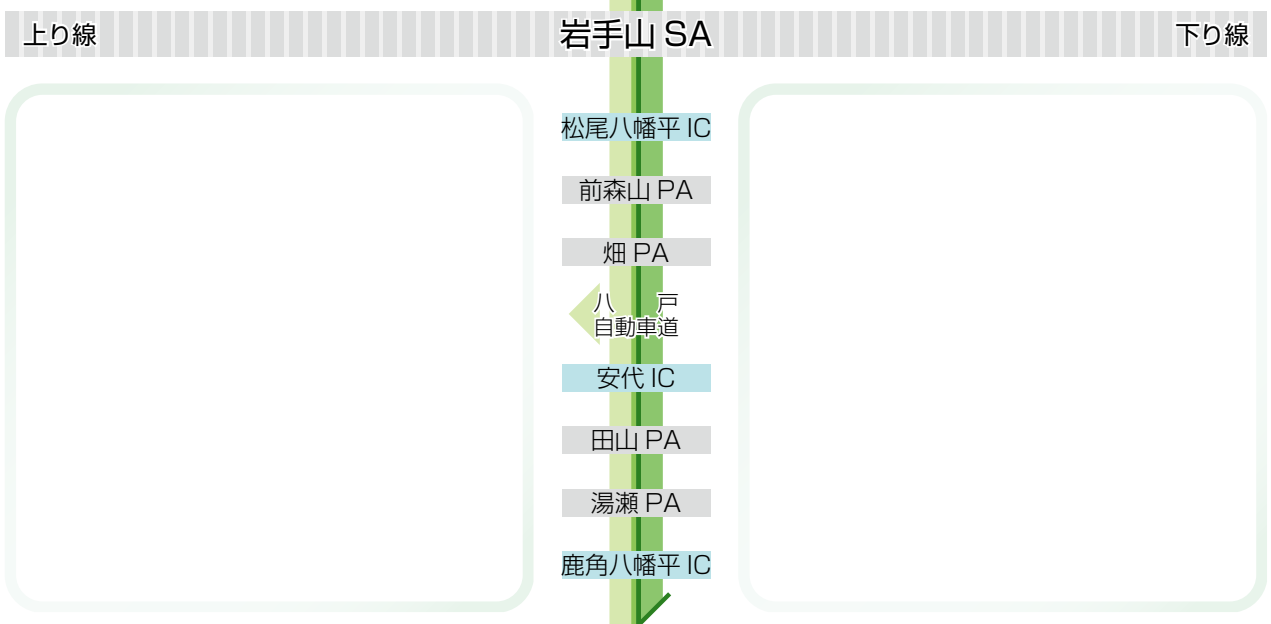 上り線
岩手山 SA
下り線
松尾八幡平 IC
前森山 PA
畑 PA
八　戸
自動車道
安代 IC
田山 PA
湯瀬 PA
鹿角八幡平 IC